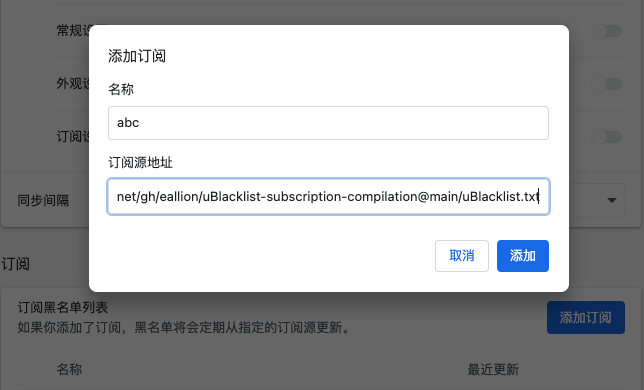 常规设
外观设
订阅设
同步间隔
添加订阅
名称
abc
订阅源地址
net/gh/eallion/uBlacklist-subscription-compilation@main/uBlacklist.txt
取消
添加
订阅
订阅黑名单列表
如果你添加了订阅，黑名单将会定期从指定的订阅源更新。
添加订阅
名称
最近更新